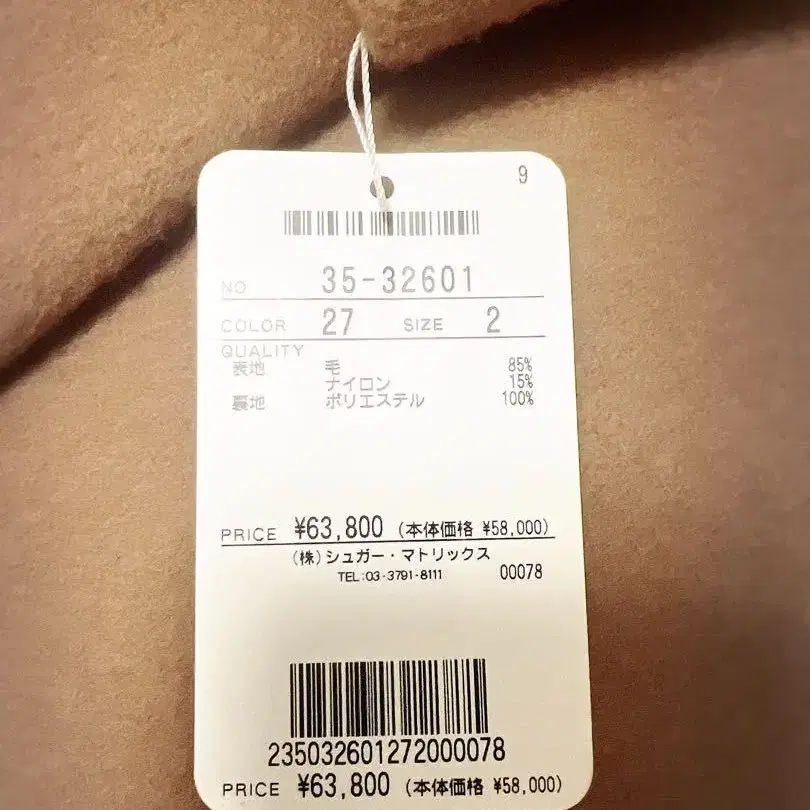 9
NO 35-32601
COLOR 27 SIZE 2
QUALITY
表地 毛 85%
ナイロン 15%
裏地 ポリエステル 100%
PRICE ¥63,800 (本体価格 ¥58,000)
(株)シュガー・マトリックス
TEL:03-3791-8111 00078
235032601272000078
PRICE ¥63,800 (本体価格 ¥58,000)